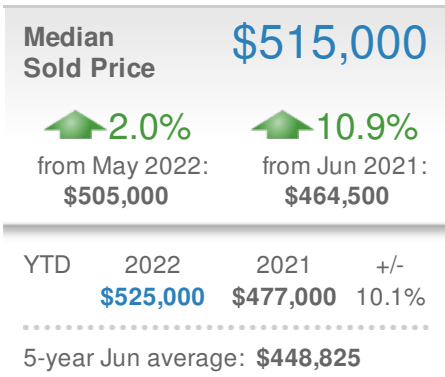 Median
Sold Price
$515,000
2.0%
10.9%
from May 2022:
from Jun 2021:
$505,000
$464,500
YTD 2022 2021 +/-
$525,000 $477,000 10.1%
5-year Jun average: $448,825